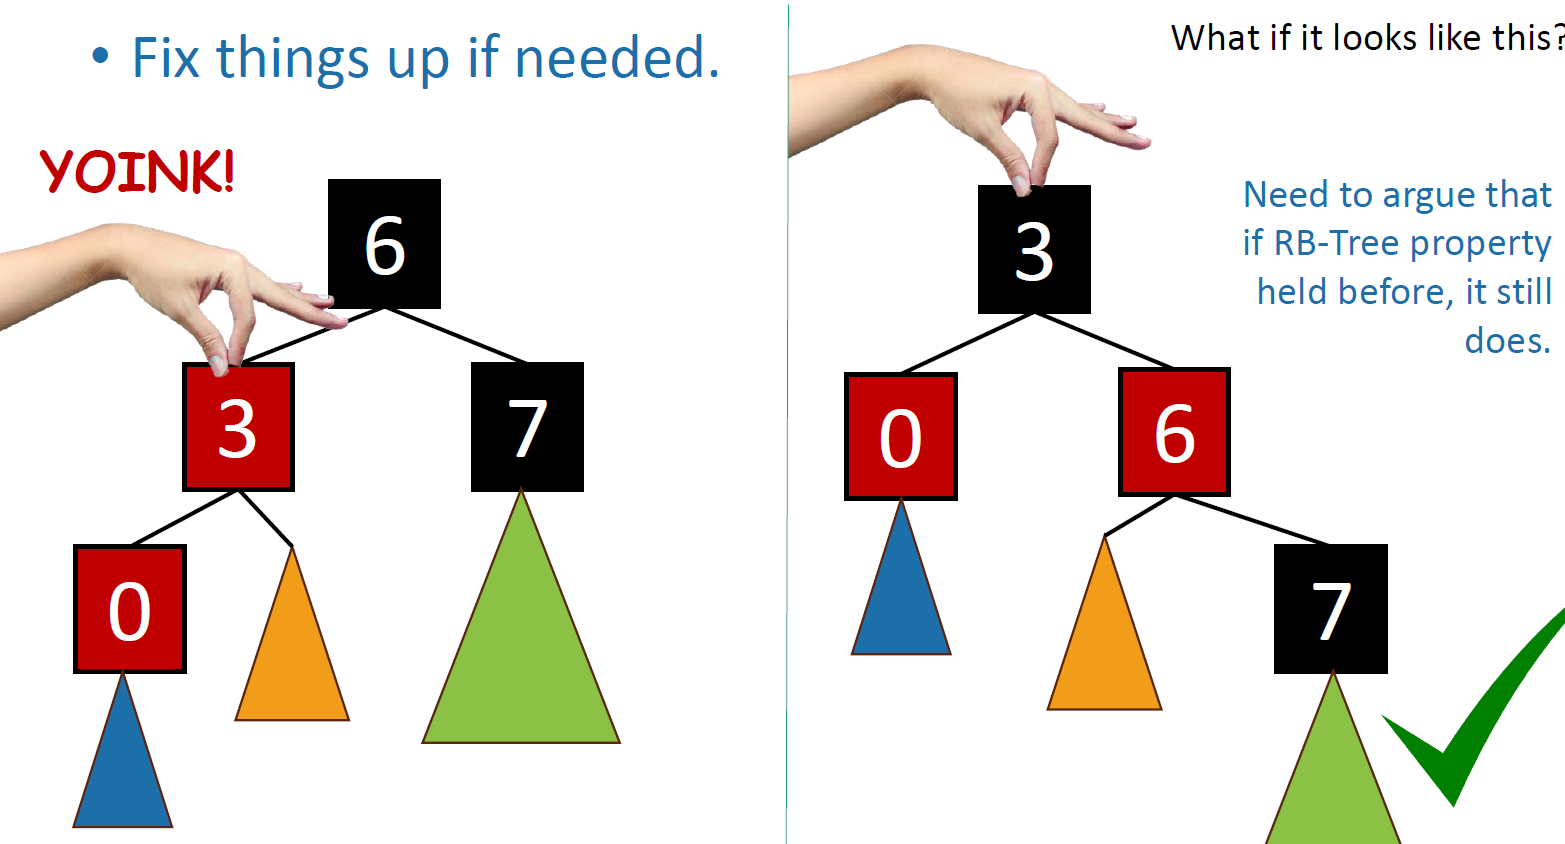 • Fix things up if needed.
YOINK!
6
3
7
0
What if it looks like this?
Need to argue that
if RB-Tree property
held before, it still
does.
3
0
6
7